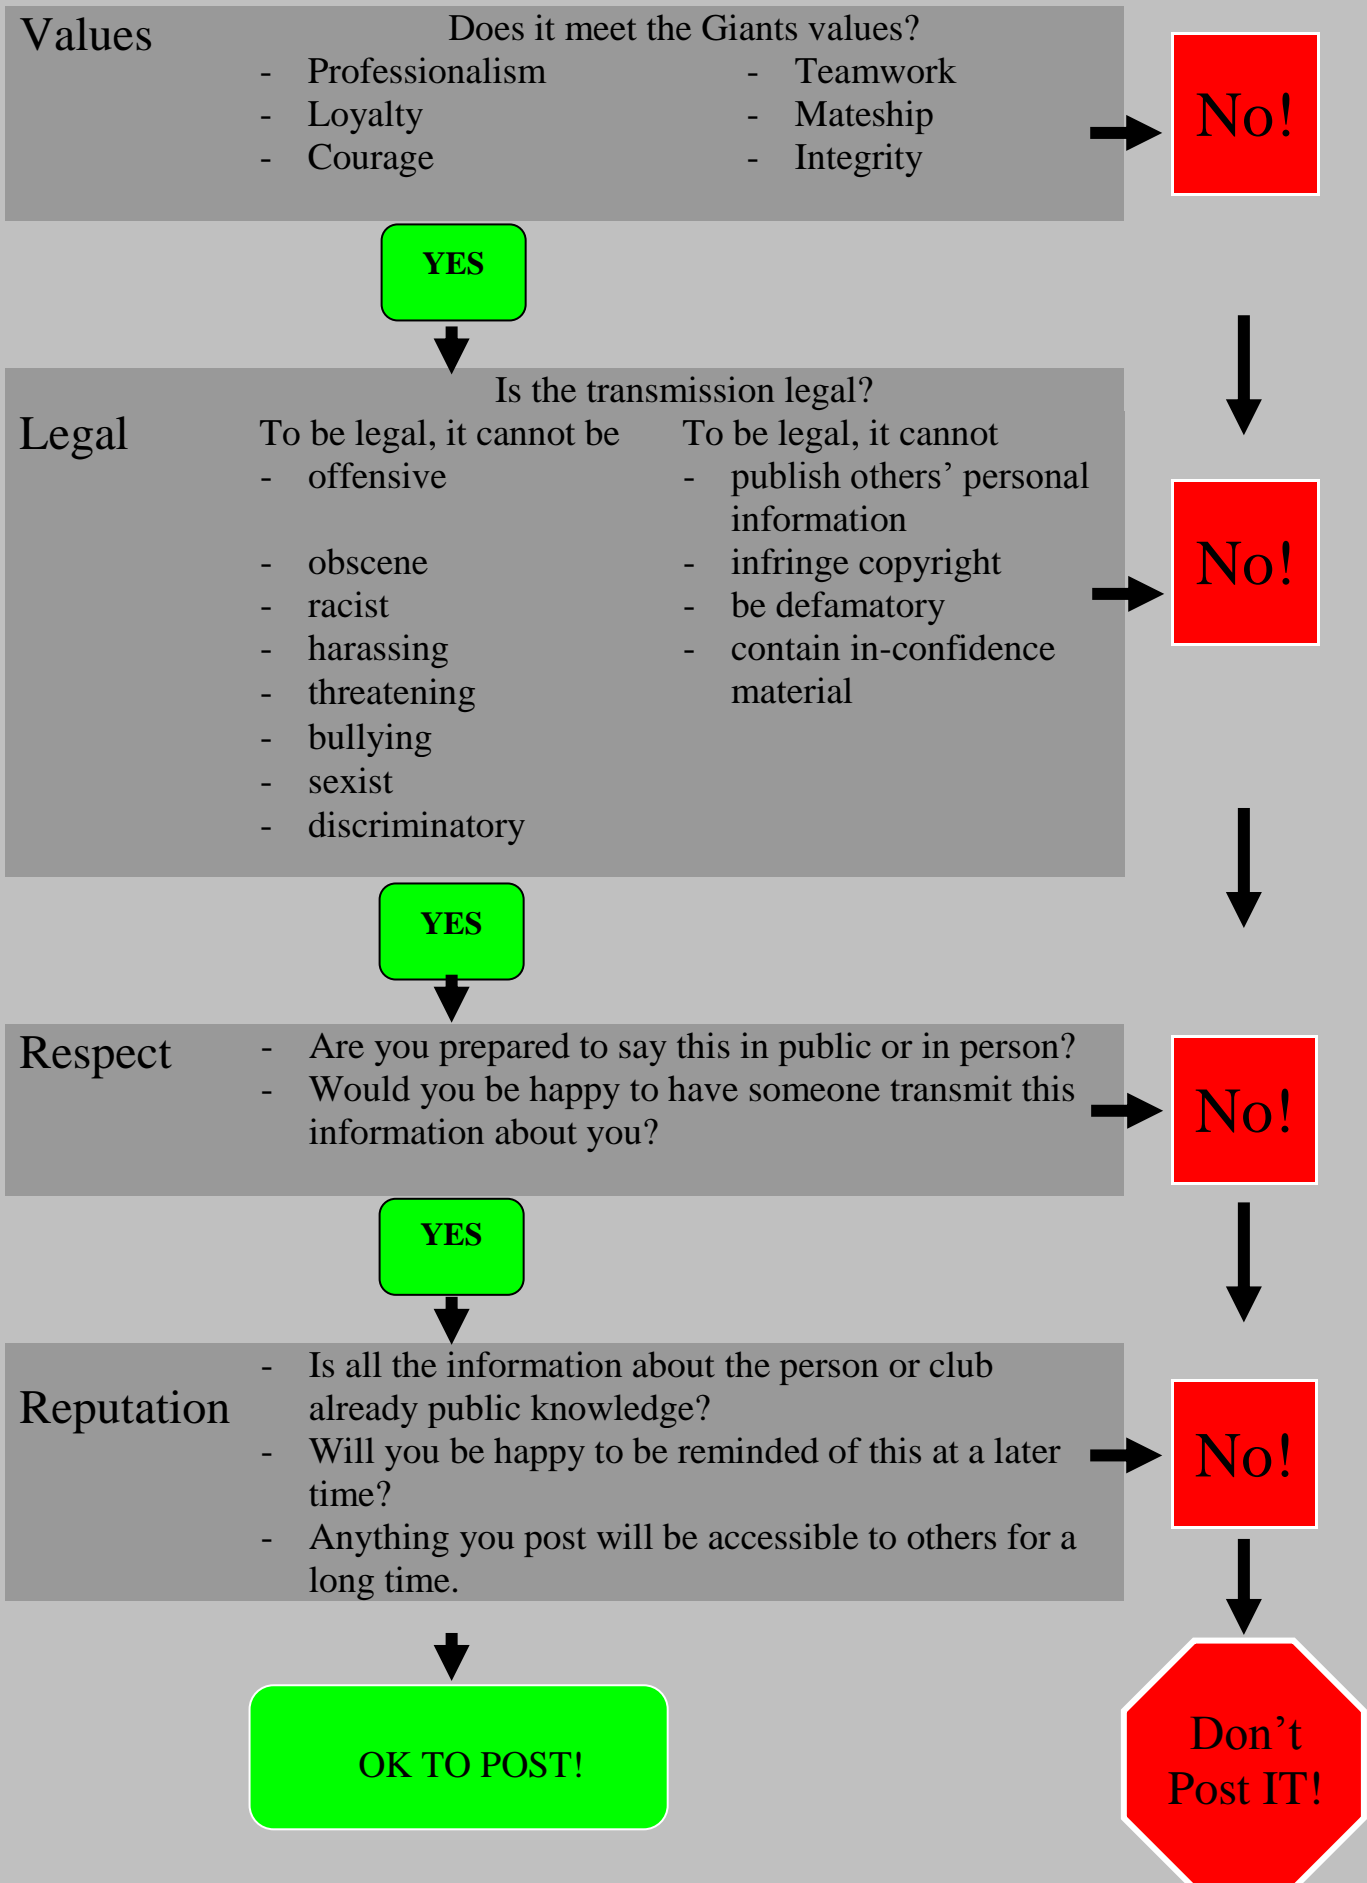 Values
Does it meet the Giants values?
- Professionalism
- Loyalty
- Courage
- Teamwork
- Mateship
- Integrity
No!
YES
Legal
Is the transmission legal?
To be legal, it cannot be
- offensive
- obscene
- racist
- harassing
- threatening
- bullying
- sexist
- discriminatory
To be legal, it cannot
- publish others’ personal
information
- infringe copyright
- be defamatory
- contain in-confidence
material
No!
YES
Respect
- Are you prepared to say this in public or in person?
- Would you be happy to have someone transmit this
information about you?
No!
YES
Reputation
- Is all the information about the person or club
already public knowledge?
- Will you be happy to be reminded of this at a later
time?
- Anything you post will be accessible to others for a
long time.
No!
OK TO POST!
Don’t
Post IT!